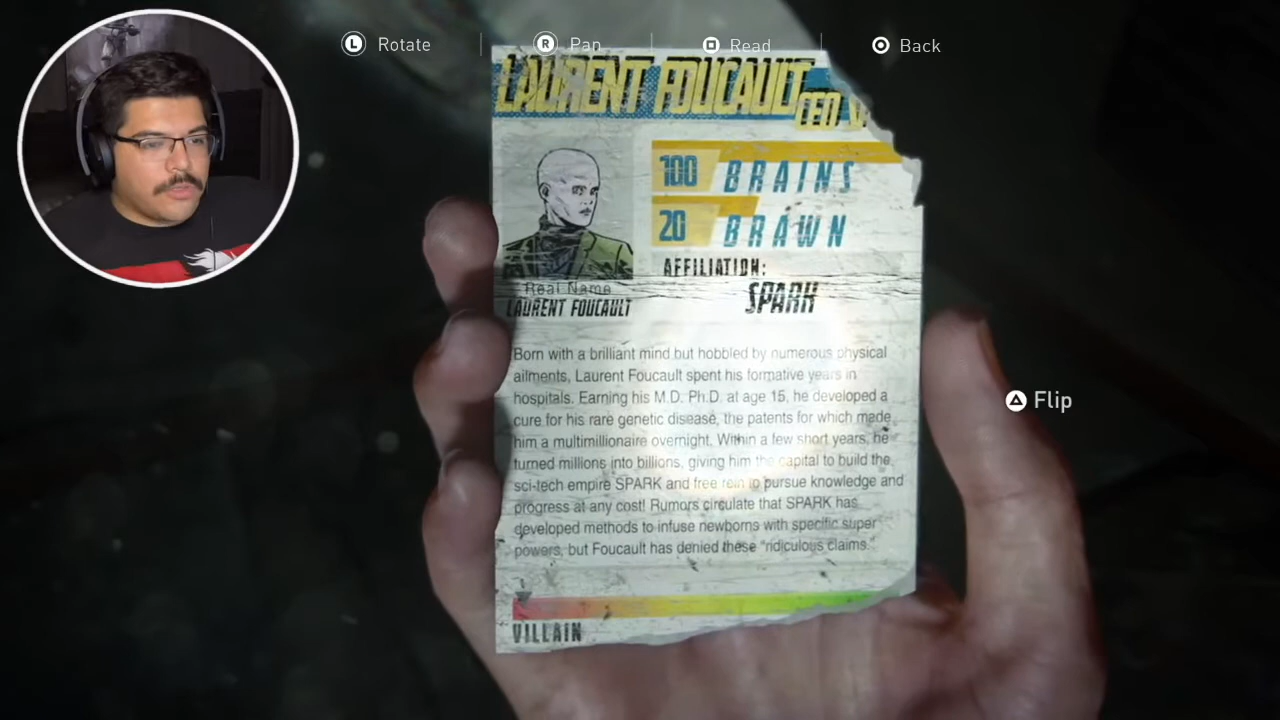 L Rotate
R Pan
Read
Back
LAURENT FOUCAULT
CEO
100 BRAINS
20 BRAWN
AFFILIATION:
SPARK
Real Name
LAURENT FOUCAULT
Born with a brilliant mind but hobbled by numerous physical
ailments, Laurent Foucault spent his formative years in
hospitals. Earning his M.D. Ph.D. at age 15, he developed a
cure for his rare genetic disease, the patents for which made
him a multimillionaire overnight. Within a few short years, he
turned millions into billions, giving him the capital to build the
sci-tech empire SPARK and free rein to pursue knowledge and
progress at any cost! Rumors circulate that SPARK has
developed methods to infuse newborns with specific super
powers, but Foucault has denied these "ridiculous claims."
VILLAIN
Flip